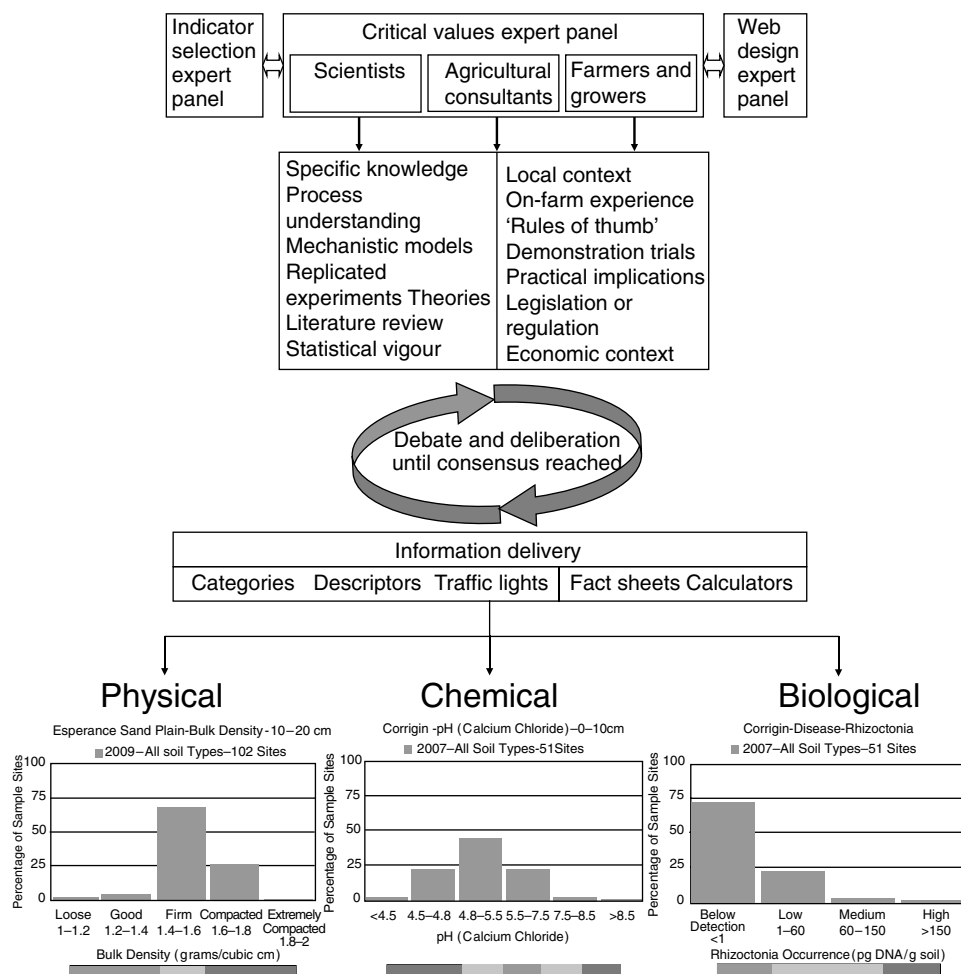 Indicator
selection
expert
panel
Critical values expert panel
Scientists
Agricultural
consultants
Farmers and
growers
Web
design
expert
panel
Specific knowledge
Process
understanding
Mechanistic models
Replicated
experiments Theories
Literature review
Statistical vigour
Local context
On-farm experience
‘Rules of thumb’
Demonstration trials
Practical implications
Legislation or
regulation
Economic context
Debate and deliberation
until consensus reached
Information delivery
Categories Descriptors Traffic lights Fact sheets Calculators
Physical
Esperance Sand Plain-Bulk Density -10–20 cm
2009–All soil Types–102 Sites
Percentage of Sample Sites
100
75
50
25
0
Loose Good Firm Compacted Extremely
Compacted
1–1.2 1.2–1.4 1.4–1.6 1.6–1.8 1.8–2
Bulk Density (grams/cubic cm)
Chemical
Corrigin -pH (Calcium Chloride)–0–10cm
2007–All Soil Types-51Sites
Percentage of Sample Sites
100
75
50
25
0
<4.5 4.5–4.8 4.8–5.5 5.5–7.5 7.5–8.5 >8.5
pH (Calcium Chloride)
Biological
Corrigin-Disease-Rhizoctonia
2007–All Soil Types–51 Sites
Percentage of Sample Sites
100
75
50
25
0
Below Low Medium High
Detection 1–60 60–150 >150
<1
Rhizoctonia Occurrence (pg DNA/g soil)